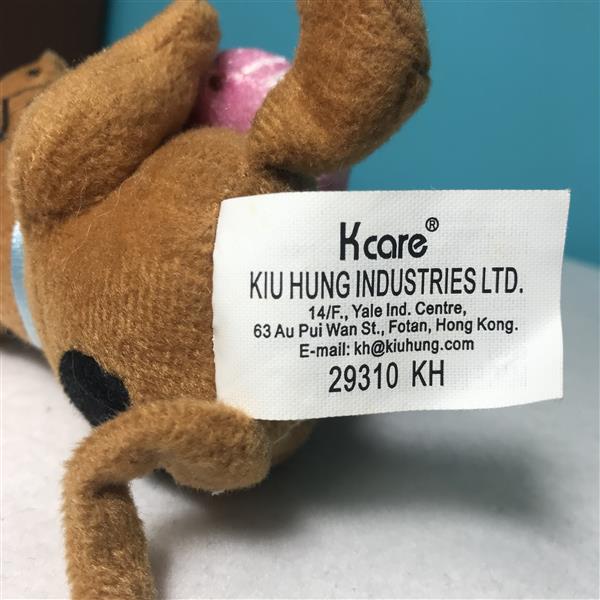 Kcare®
KIU HUNG INDUSTRIES LTD.
14/F., Yale Ind. Centre,
63 Au Pui Wan St., Fotan, Hong Kong.
E-mail: kh@kiuhung.com
29310 KH